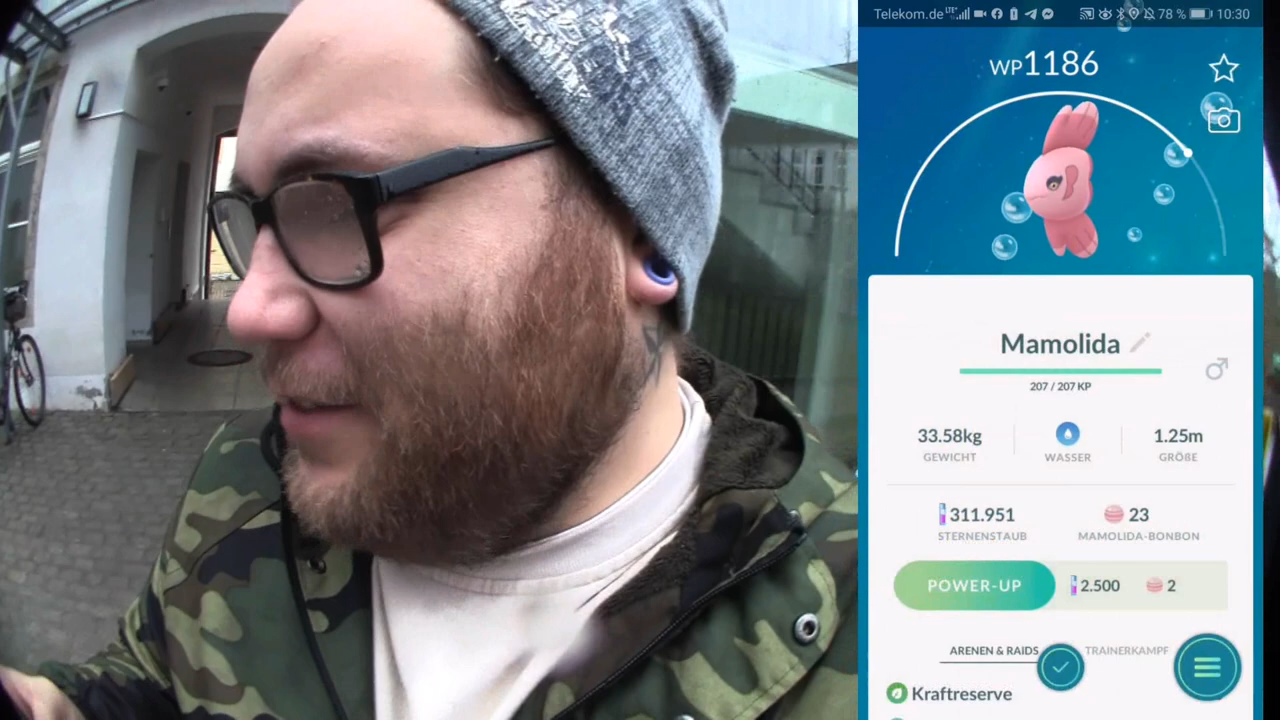 Telekom.de LTE 78 % 10:30
WP1186
Mamolida
207 / 207 KP
33.58kg
GEWICHT
WASSER
1.25m
GRÖßE
311.951
STERNENSTAUB
23
MAMOLIDA-BONBON
POWER-UP
2.500
2
ARENEN & RAIDS
TRAINERKAMPF
Kraftreserve